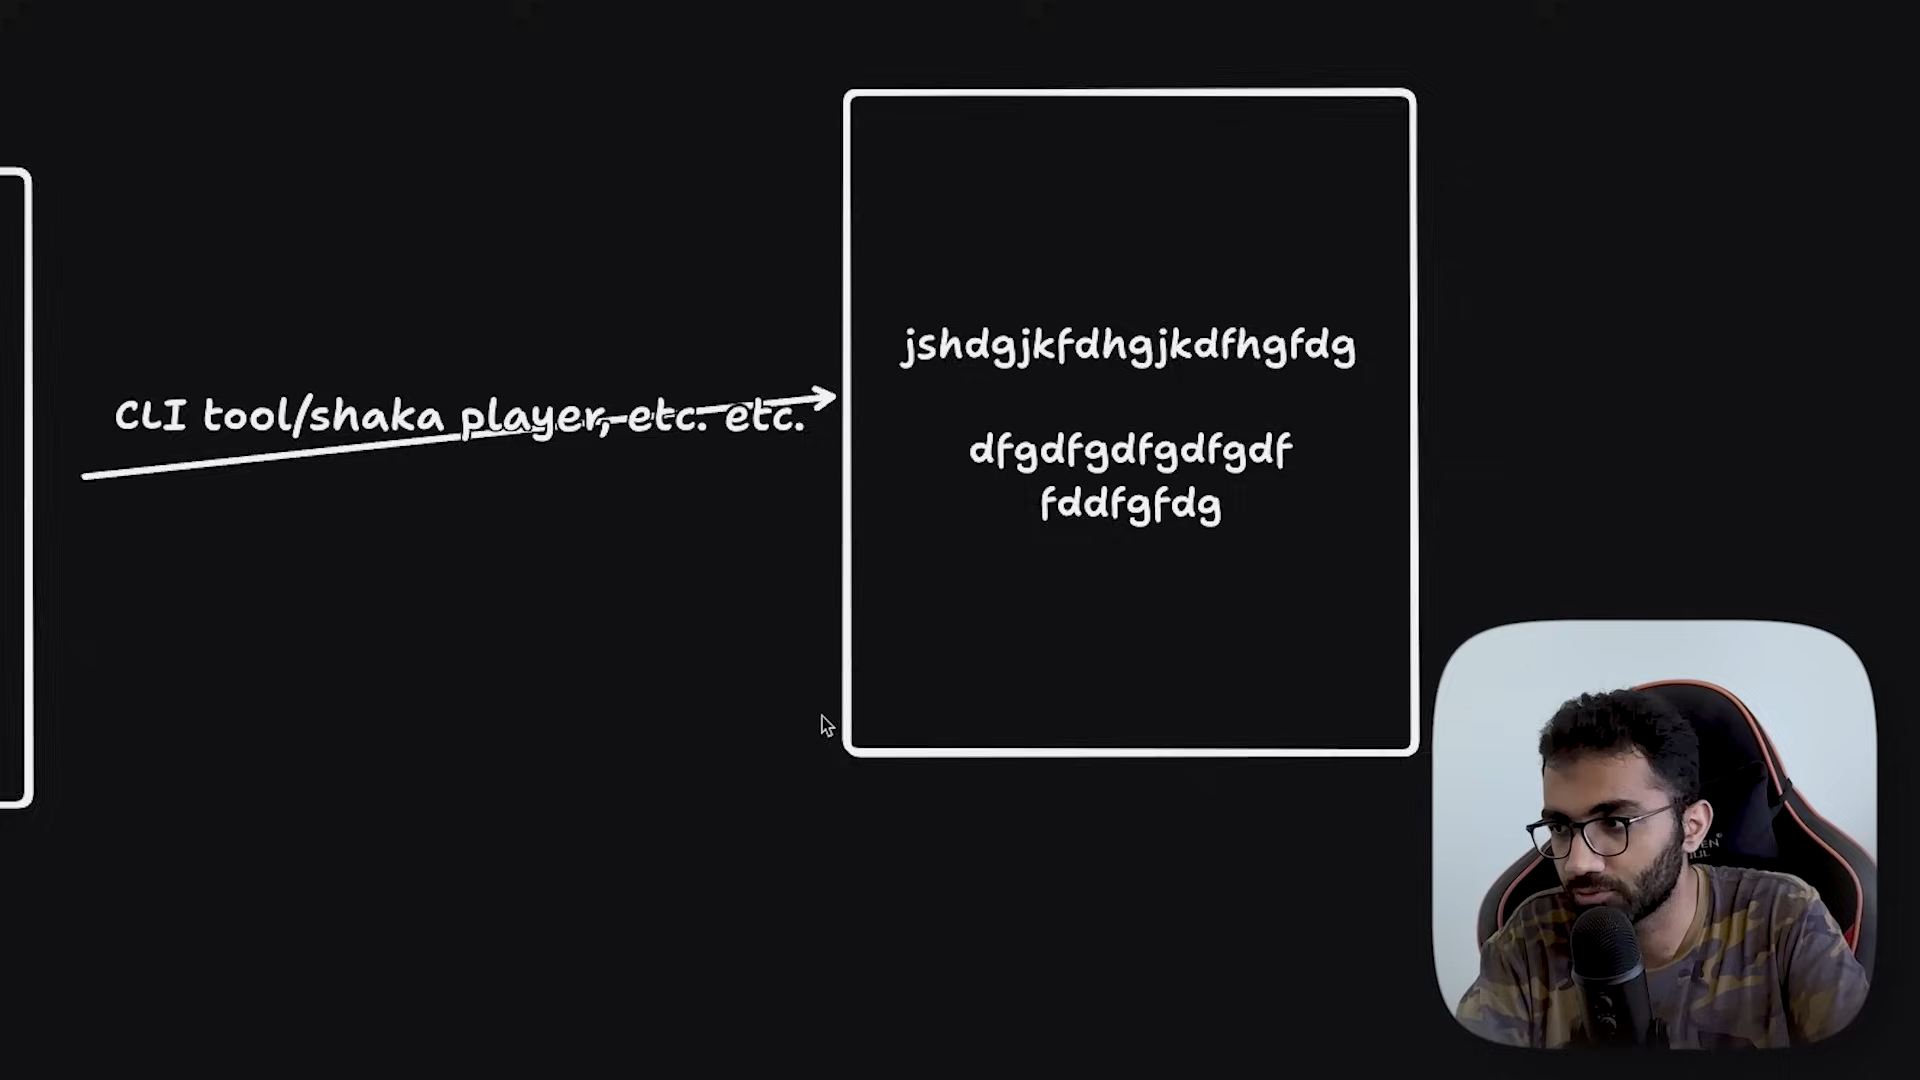 CLI tool/shaka player, etc. etc.
jshdgjkfdhgjkdfhgfdg
dfgdfgdfgdfgdf
fddfgfdg